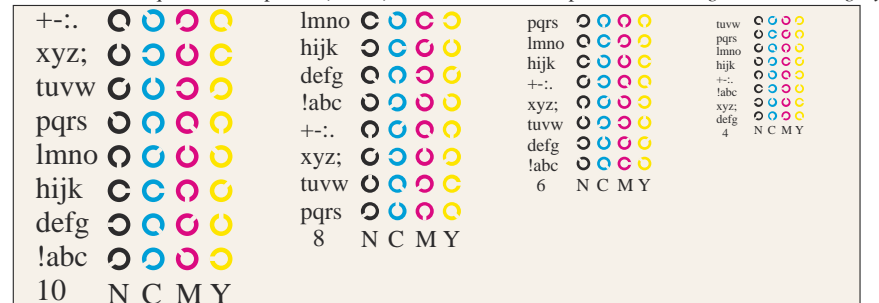 +-:.
xyz;
tuvw
pqrs
lmno
hijk
defg
!abc
10 N C M Y
lmno
hijk
defg
!abc
+-:.
xyz;
tuvw
pqrs
8 N C M Y
pqrs
lmno
hijk
+-:.
xyz;
tuvw
defg
!abc
6 N C M Y
tuvw
pqrs
lmno
hijk
+-:.
!abc
xyz;
defg
4 N C M Y